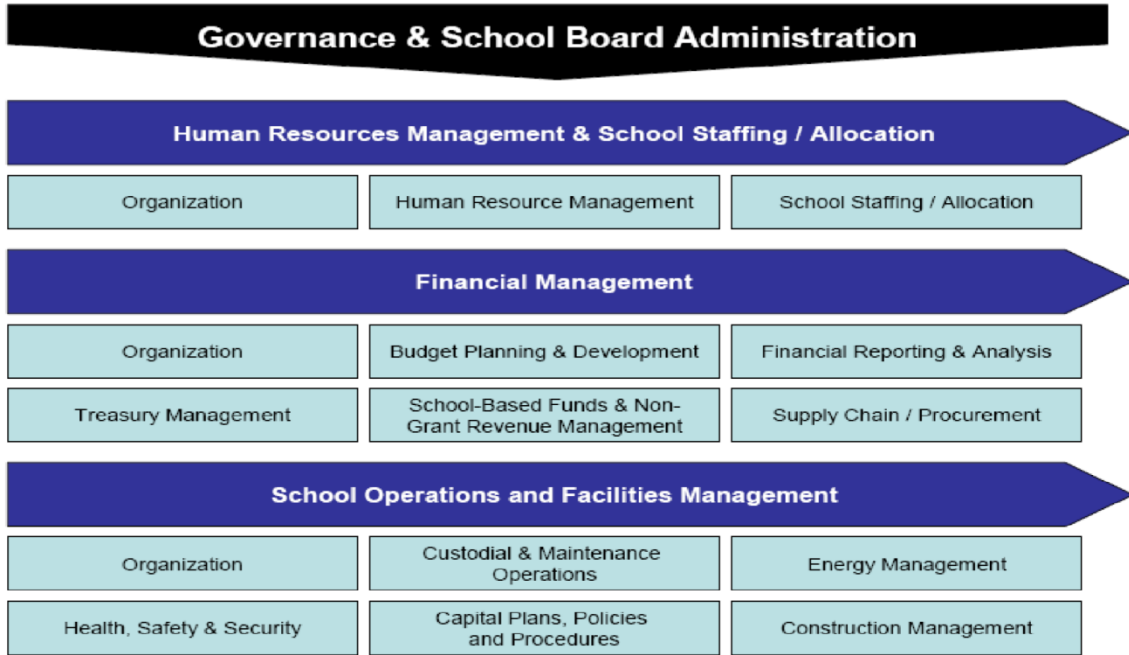 Governance & School Board Administration
Human Resources Management & School Staffing / Allocation
Organization
Human Resource Management
School Staffing / Allocation
Financial Management
Organization
Budget Planning & Development
Financial Reporting & Analysis
Treasury Management
School-Based Funds & Non-
Grant Revenue Management
Supply Chain / Procurement
School Operations and Facilities Management
Organization
Custodial & Maintenance
Operations
Energy Management
Health, Safety & Security
Capital Plans, Policies
and Procedures
Construction Management